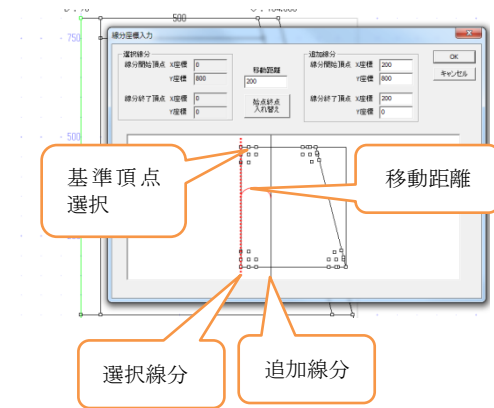 500
750
線分座標入力
選択線分
線分開始頂点 X座標 0
Y座標 800
線分終了頂点 X座標 0
Y座標 0
移動距離
200
始点終点
入れ替え
追加線分
線分開始頂点 X座標 200
Y座標 800
線分終了頂点 X座標 200
Y座標 0
OK
キャンセル
500
基準頂点
選択
移動距離
選択線分
追加線分